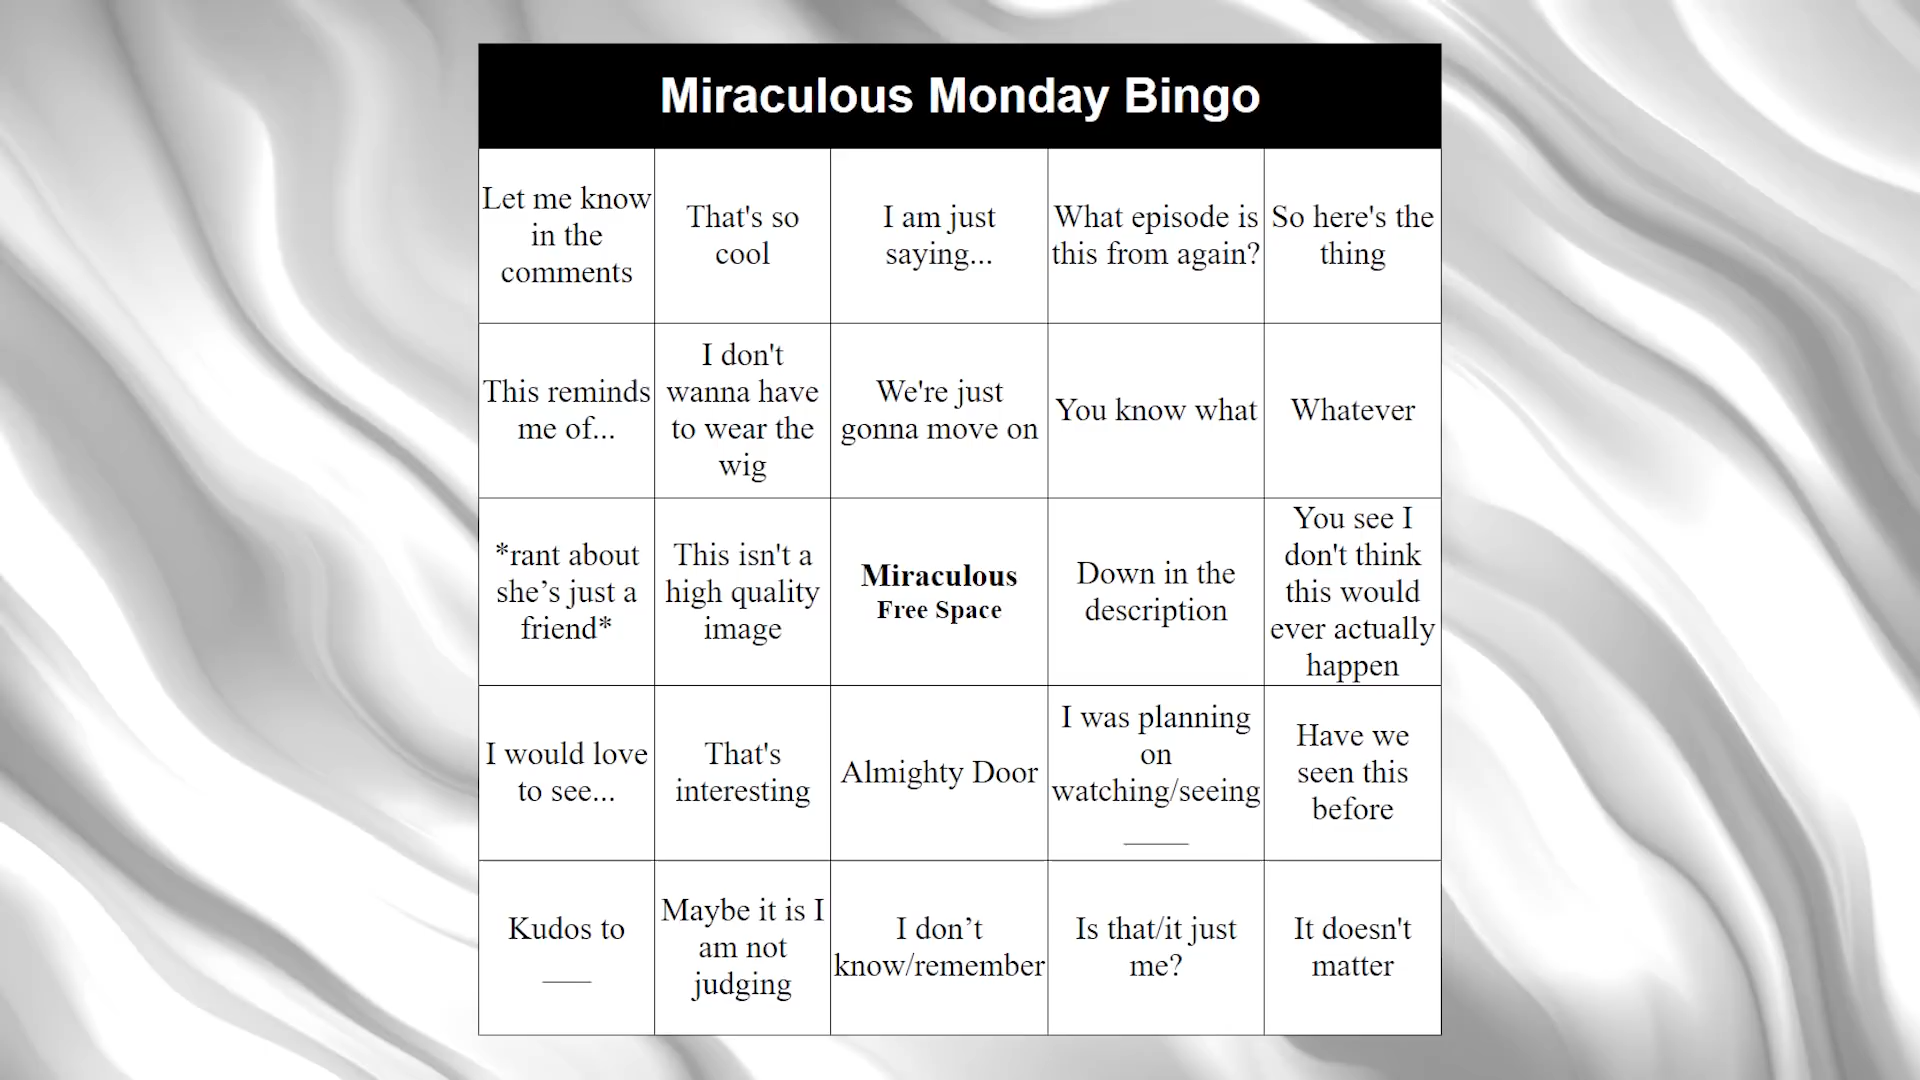 Miraculous Monday Bingo
Let me know
in the
comments
That's so
cool
I am just
saying...
What episode is
this from again?
So here's the
thing
This reminds
me of...
I don't
wanna have
to wear the
wig
We're just
gonna move on
You know what
Whatever
*rant about
she’s just a
friend*
This isn't a
high quality
image
Miraculous
Free Space
Down in the
description
You see I
don't think
this would
ever actually
happen
I would love
to see...
That's
interesting
Almighty Door
I was planning
on
watching/seeing
____
Have we
seen this
before
Kudos to
___
Maybe it is I
am not
judging
I don’t
know/remember
Is that/it just
me?
It doesn't
matter